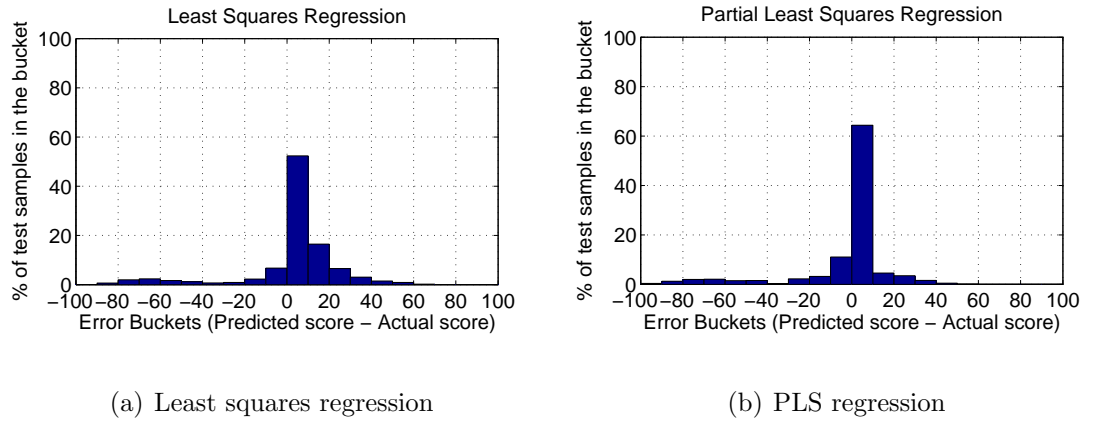 Least Squares Regression
% of test samples in the bucket
100
80
60
40
20
0
−100 −80 −60 −40 −20 0 20 40 60 80 100
Error Buckets (Predicted score − Actual score)
(a) Least squares regression
Partial Least Squares Regression
% of test samples in the bucket
100
80
60
40
20
0
−100 −80 −60 −40 −20 0 20 40 60 80 100
Error Buckets (Predicted score − Actual score)
(b) PLS regression